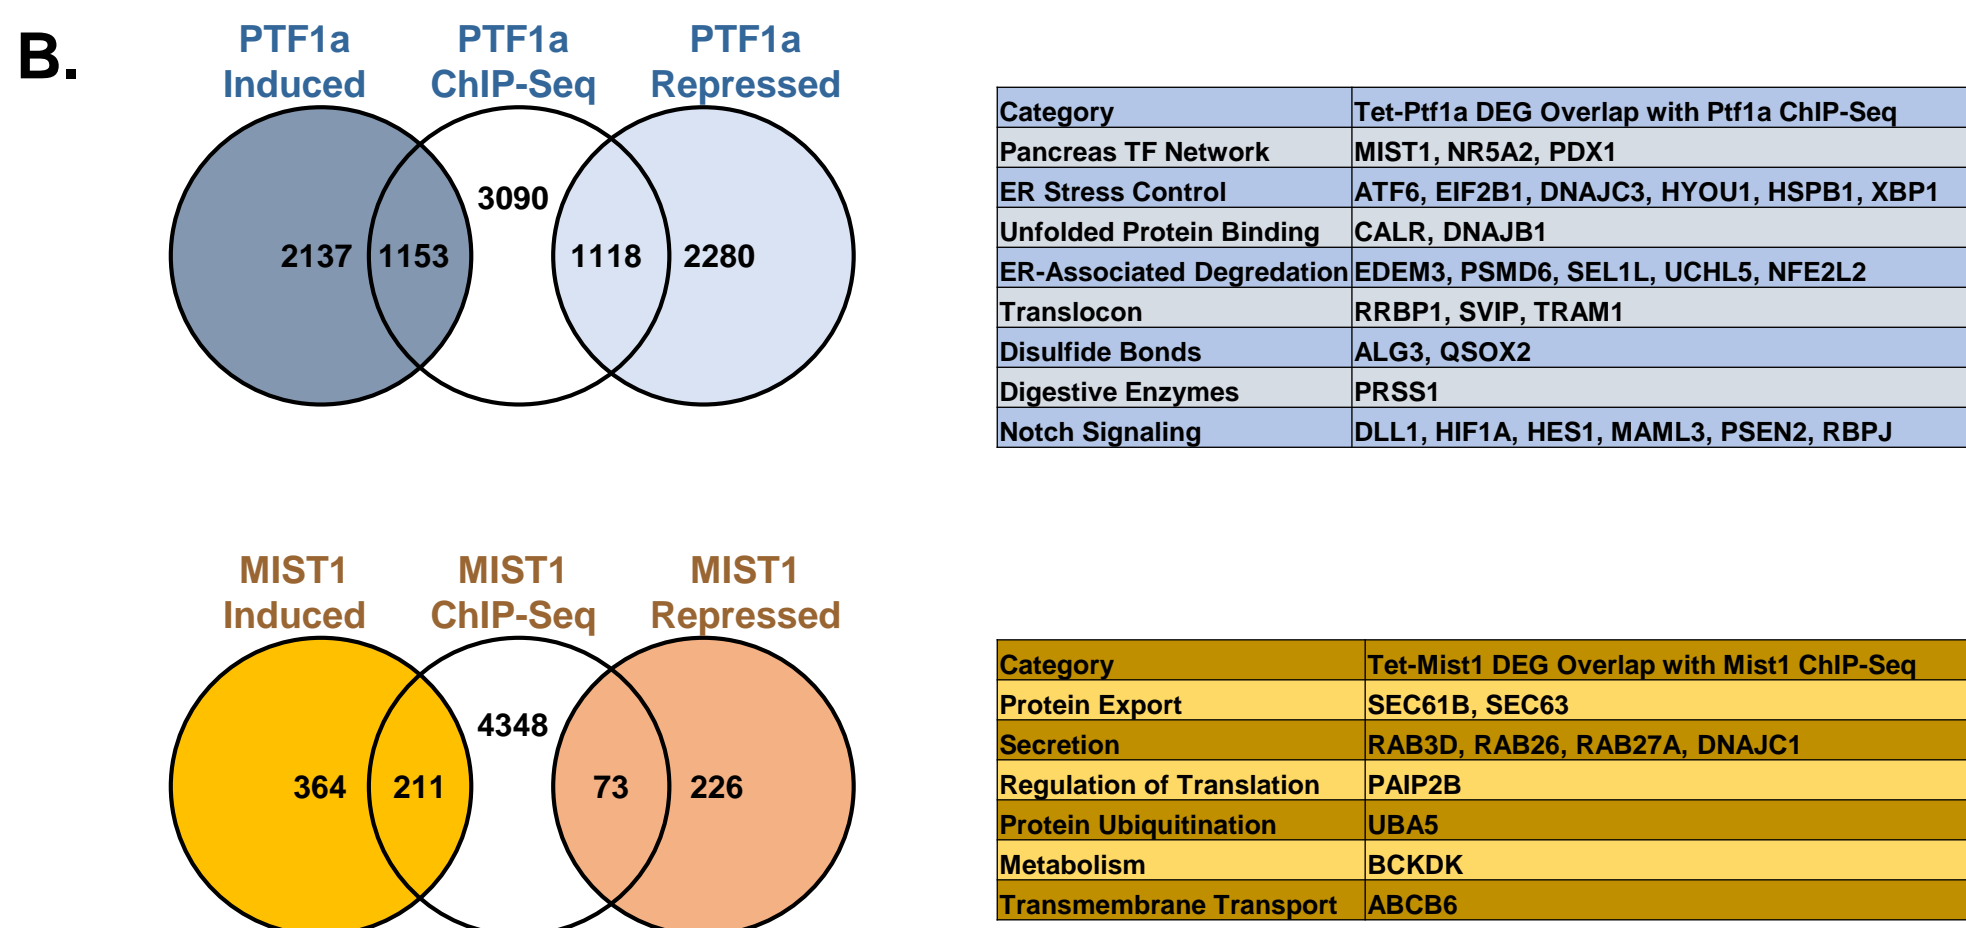 B.
PTF1a Induced
PTF1a ChIP-Seq
PTF1a Repressed
2137
1153
3090
1118
2280
Category Tet-Ptf1a DEG Overlap with Ptf1a ChIP-Seq
Pancreas TF Network MIST1, NR5A2, PDX1
ER Stress Control ATF6, EIF2B1, DNAJC3, HYOU1, HSPB1, XBP1
Unfolded Protein Binding CALR, DNAJB1
ER-Associated Degredation EDEM3, PSMD6, SEL1L, UCHL5, NFE2L2
Translocon RRBP1, SVIP, TRAM1
Disulfide Bonds ALG3, QSOX2
Digestive Enzymes PRSS1
Notch Signaling DLL1, HIF1A, HES1, MAML3, PSEN2, RBPJ
MIST1 Induced
MIST1 ChIP-Seq
MIST1 Repressed
364
211
4348
73
226
Category Tet-Mist1 DEG Overlap with Mist1 ChIP-Seq
Protein Export SEC61B, SEC63
Secretion RAB3D, RAB26, RAB27A, DNAJC1
Regulation of Translation PAIP2B
Protein Ubiquitination UBA5
Metabolism BCKDK
Transmembrane Transport ABCB6